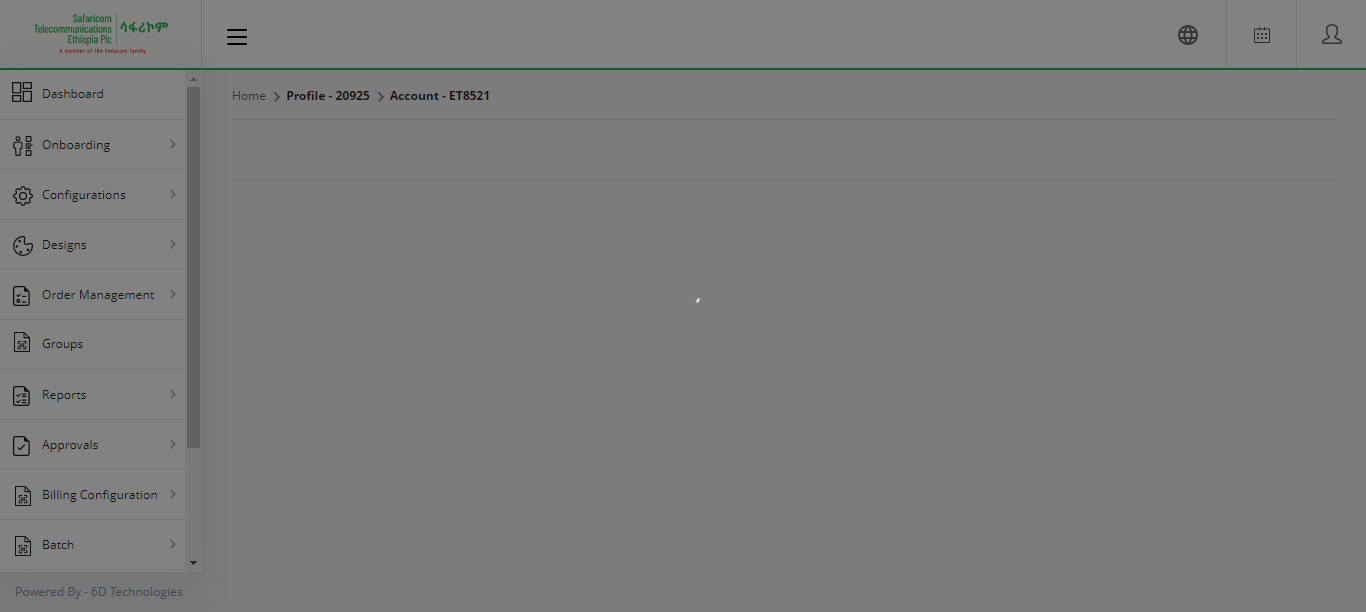 Safaricom
Telecommunications
Ethiopia Plc
ሳፋሪኮም
A member of the Vodacom family
Home > Profile - 20925 > Account - ET8521
Dashboard
Onboarding
Configurations
Designs
Order Management
Groups
Reports
Approvals
Billing Configuration
Batch
Powered By - 6D Technologies